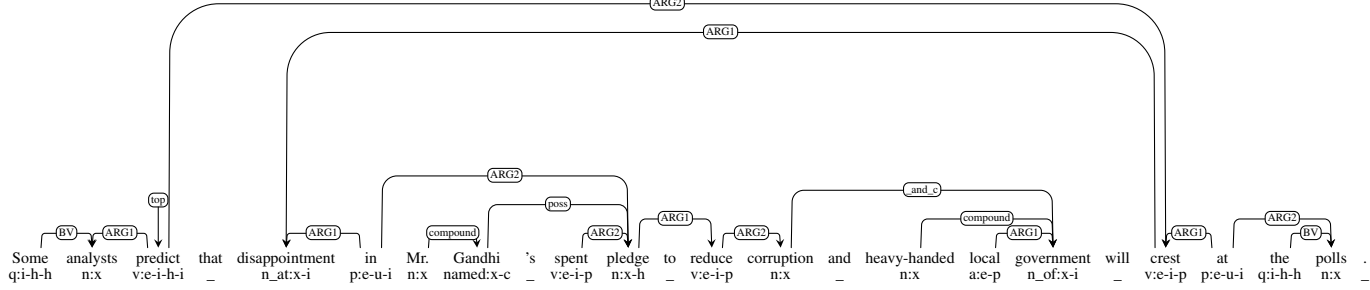 ARG2
ARG1
ARG2
top
_and_c
poss
compound
ARG1
ARG2
BV ARG1 ARG1 compound ARG2 ARG1 ARG2 ARG1 ARG1 BV
Some analysts predict that disappointment in Mr. Gandhi 's spent pledge to reduce corruption and heavy-handed local government will crest at the polls .
q:i-h-h n:x v:e-i-h-i _ n_at:x-i p:e-u-i n:x named:x-c _ v:e-i-p n:x-h _ v:e-i-p n:x _ n:x a:e-p n_of:x-i _ v:e-i-p p:e-u-i q:i-h-h n:x _